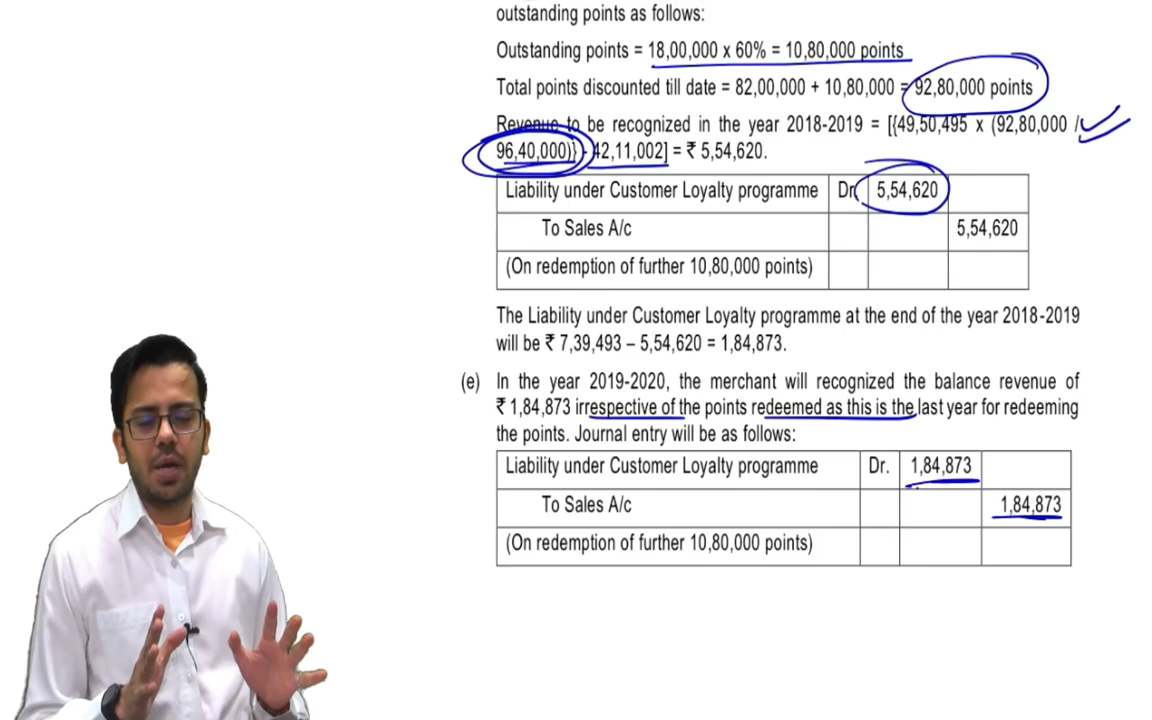 outstanding points as follows:
Outstanding points = 18,00,000 x 60% = 10,80,000 points
Total points discounted till date = 82,00,000 + 10,80,000 = 92,80,000 points
Revenue to be recognized in the year 2018-2019 = [{49,50,495 x (92,80,000 /
96,40,000)} - 42,11,002] = ₹ 5,54,620.
Liability under Customer Loyalty programme Dr. 5,54,620
To Sales A/c 5,54,620
(On redemption of further 10,80,000 points)
The Liability under Customer Loyalty programme at the end of the year 2018-2019
will be ₹ 7,39,493 – 5,54,620 = 1,84,873.
(e) In the year 2019-2020, the merchant will recognized the balance revenue of
₹ 1,84,873 irrespective of the points redeemed as this is the last year for redeeming
the points. Journal entry will be as follows:
Liability under Customer Loyalty programme Dr. 1,84,873
To Sales A/c 1,84,873
(On redemption of further 10,80,000 points)